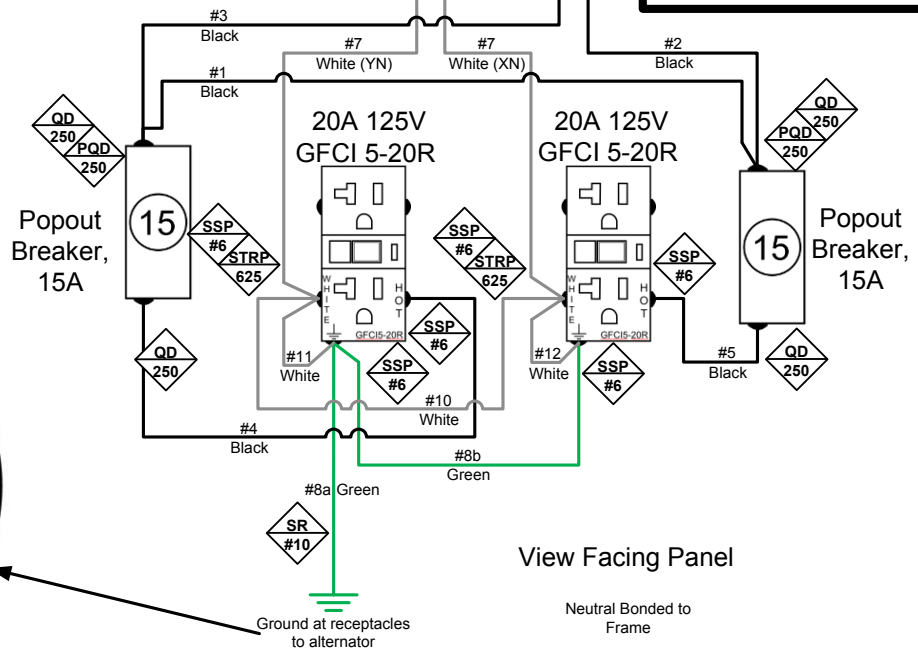 #3
Black
#7
White (YN)
#7
White (XN)
#2
Black
#1
Black
QD
250
PQD
250
20A 125V
GFCI 5-20R
20A 125V
GFCI 5-20R
QD
250
PQD
250
Popout
Breaker,
15A
15
SSP
#6
STRP
625
WHITE
HOT
GFCI5-20R
SSP
#6
STRP
625
WHITE
HOT
GFCI5-20R
SSP
#6
15
Popout
Breaker,
15A
QD
250
#11
White
SSP
#6
SSP
#6
#12
White
SSP
#6
#5
Black
QD
250
#10
White
#4
Black
#8b
Green
#8a Green
SR
#10
View Facing Panel
Neutral Bonded to
Frame
Ground at receptacles
to alternator